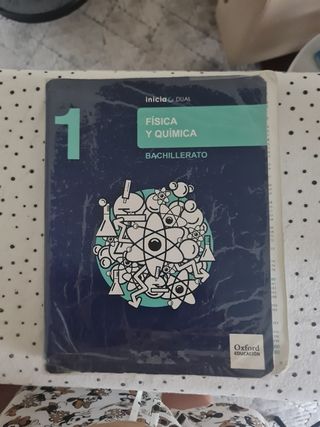 inicia DUAL
1
FÍSICA
Y QUÍMICA
BACHILLERATO
Oxford
EDUCACIÓN